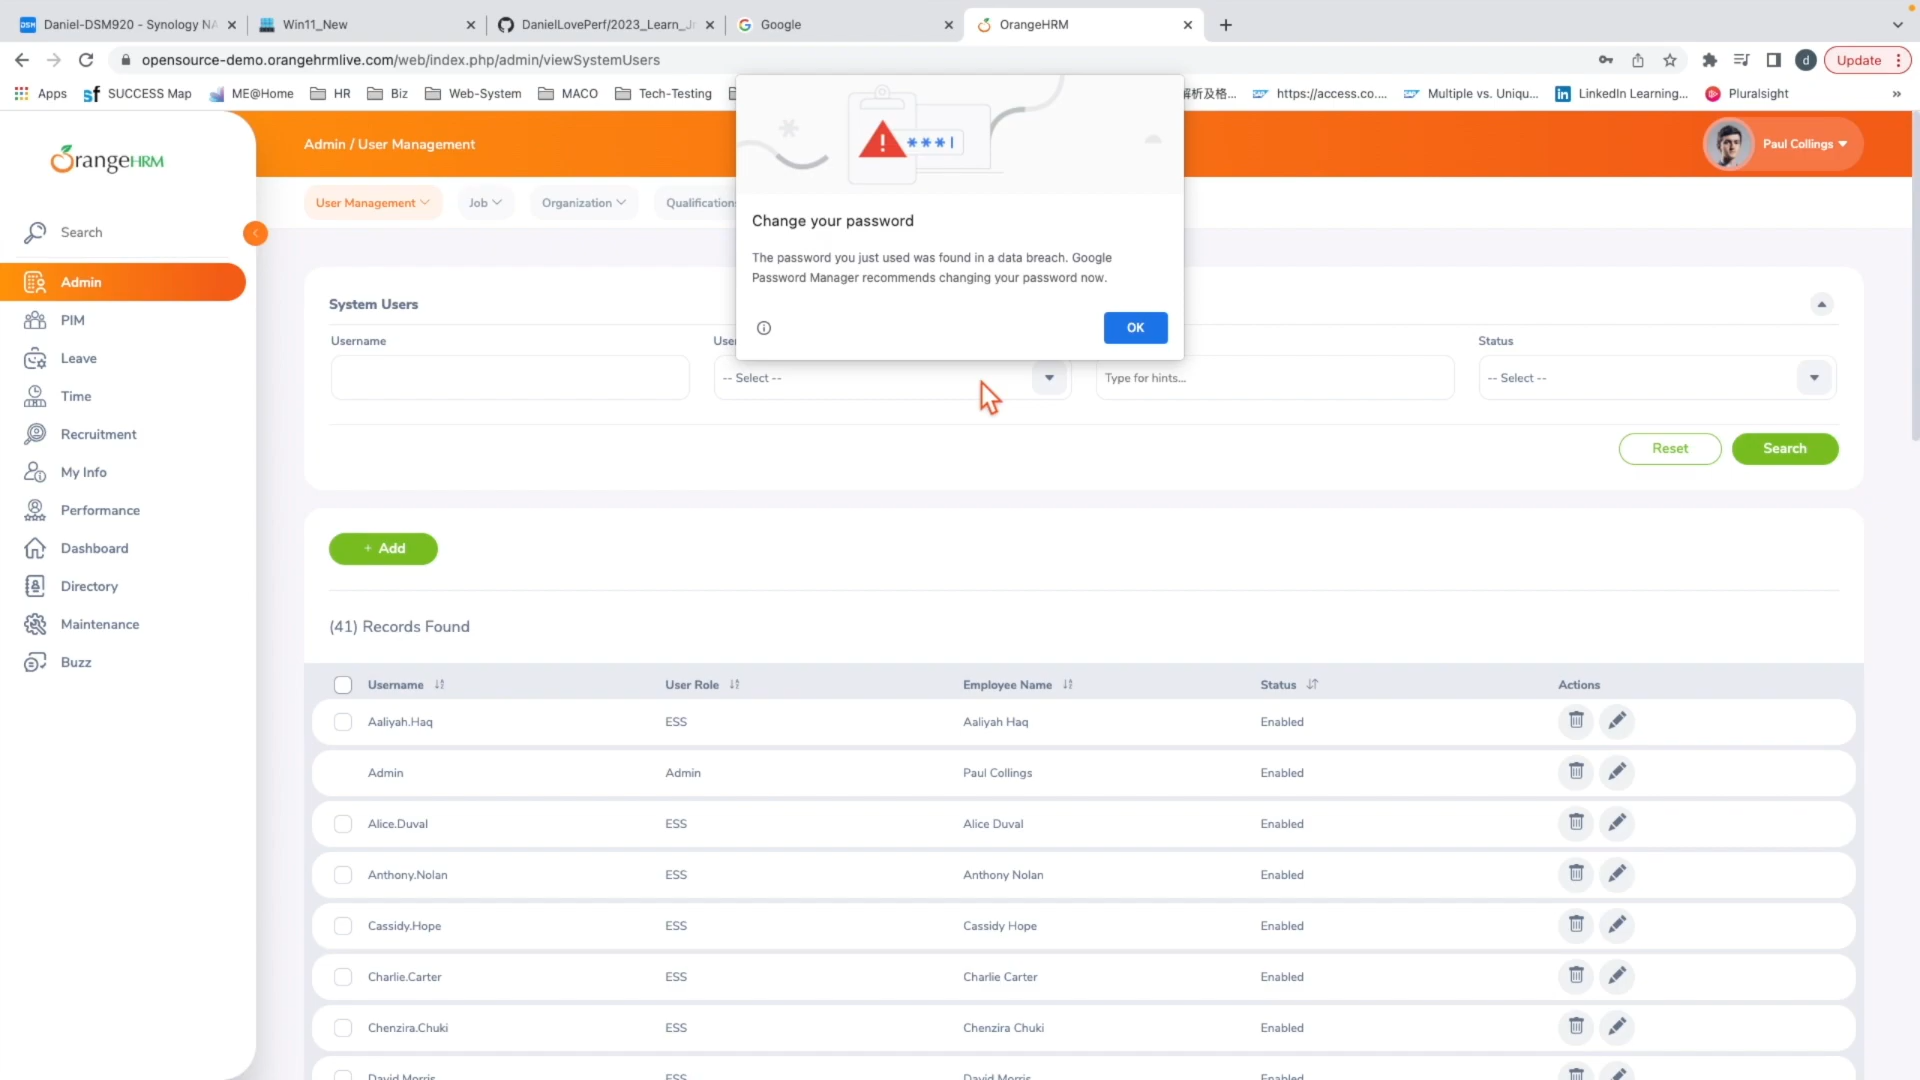 Daniel-DSM920 - Synology NA
Win11_New
DanielLovePerf/2023_Learn_J
Google
OrangeHRM
opensource-demo.orangehrmlive.com/web/index.php/admin/viewSystemUsers
d
Update
Apps
SUCCESS Map
ME@Home
HR
Biz
Web-System
MACO
Tech-Testing
解析及格...
https://access.co....
Multiple vs. Uniqu...
LinkedIn Learning...
Pluralsight
»
OrangeHRM
Admin / User Management
Paul Collings
User Management
Job
Organization
Qualifications
Search
Admin
PIM
Leave
Time
Recruitment
My Info
Performance
Dashboard
Directory
Maintenance
Buzz
***|
Change your password
The password you just used was found in a data breach. Google
Password Manager recommends changing your password now.
OK
System Users
Username
Use
Status
-- Select --
Type for hints...
-- Select --
Reset
Search
+ Add
(41) Records Found
Username
User Role
Employee Name
Status
Actions
Aaliyah.Haq
ESS
Aaliyah Haq
Enabled
Admin
Admin
Paul Collings
Enabled
Alice.Duval
ESS
Alice Duval
Enabled
Anthony.Nolan
ESS
Anthony Nolan
Enabled
Cassidy.Hope
ESS
Cassidy Hope
Enabled
Charlie.Carter
ESS
Charlie Carter
Enabled
Chenzira.Chuki
ESS
Chenzira Chuki
Enabled
David.Morris
ESS
David Morris
Enabled